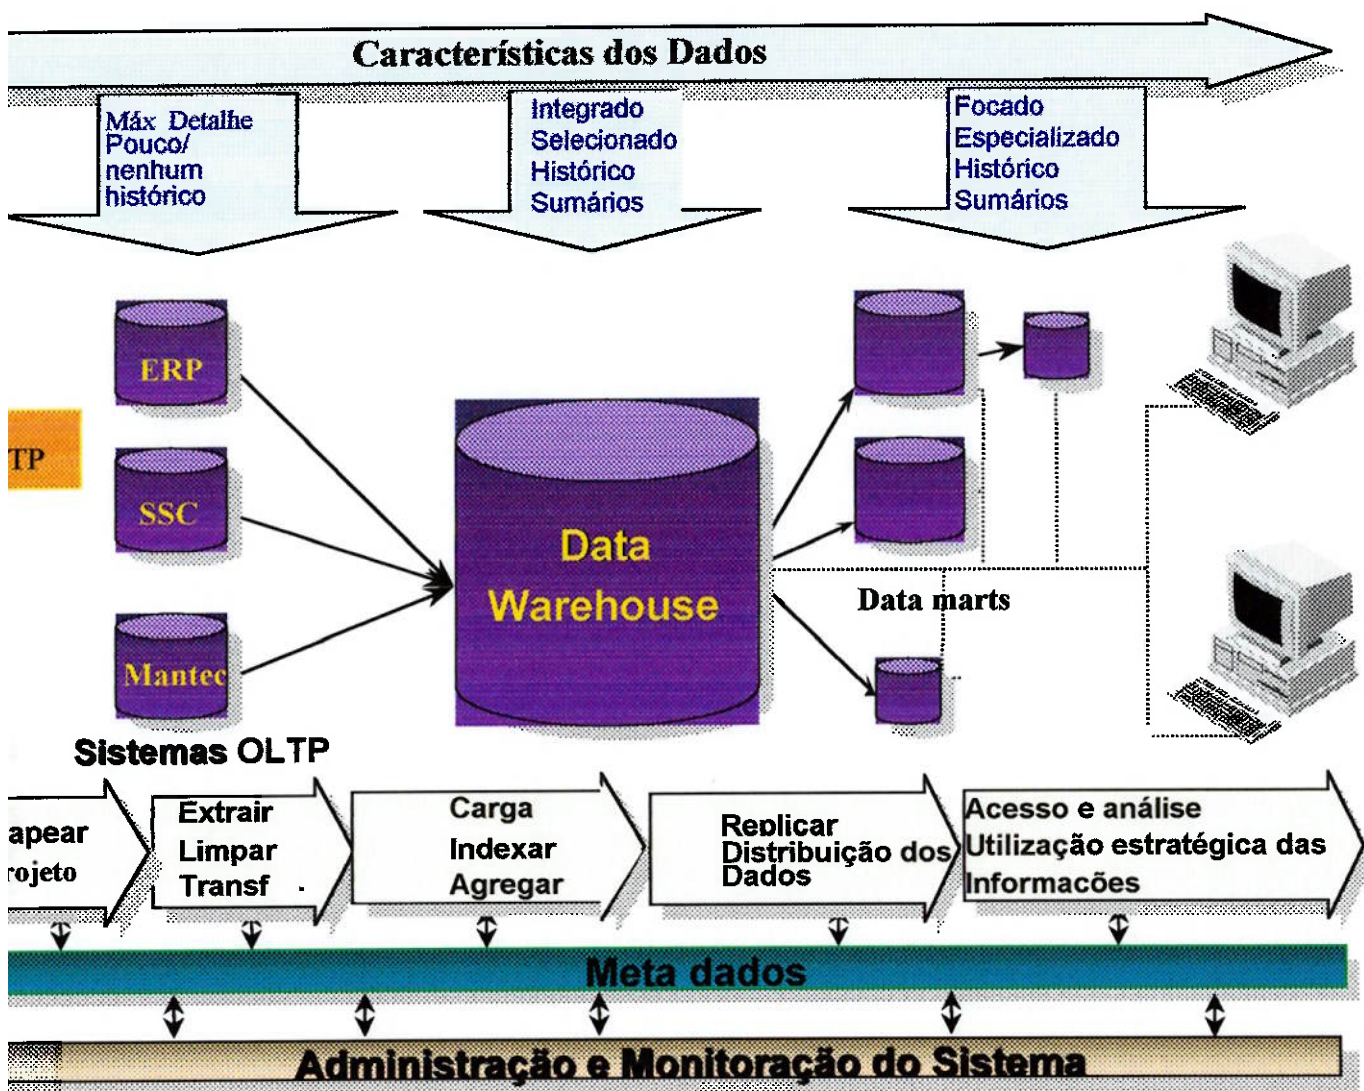 Características dos Dados
Máx Detalhe
Pouco/
nenhum
histórico
Integrado
Selecionado
Histórico
Sumários
Focado
Especializado
Histórico
Sumários
ERP
TP
SSC
Mantec
Data
Warehouse
Data marts
Sistemas OLTP
apear
rojeto
Extrair
Limpar
Transf .
Carga
Indexar
Agregar
Replicar
Distribuição dos
Dados
Acesso e análise
Utilização estratégica das
Informacões
Meta dados
Administração e Monitoração do Sistema